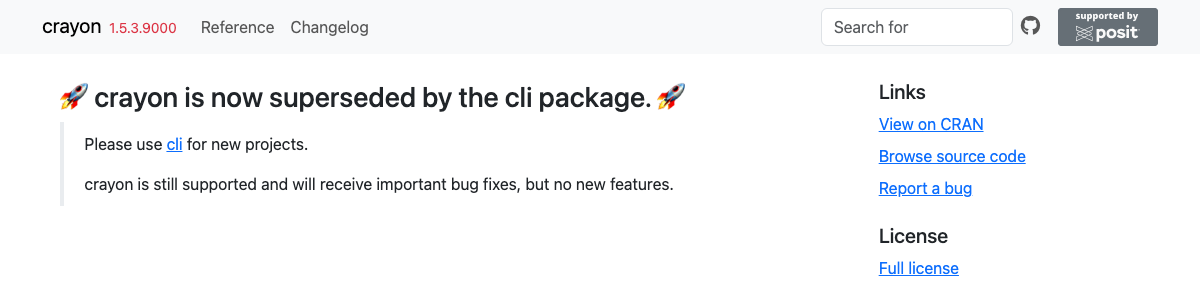 crayon 1.5.3.9000 Reference Changelog Search for supported by posit
🚀 crayon is now superseded by the cli package. 🚀
Please use cli for new projects.
crayon is still supported and will receive important bug fixes, but no new features.
Links
View on CRAN
Browse source code
Report a bug
License
Full license